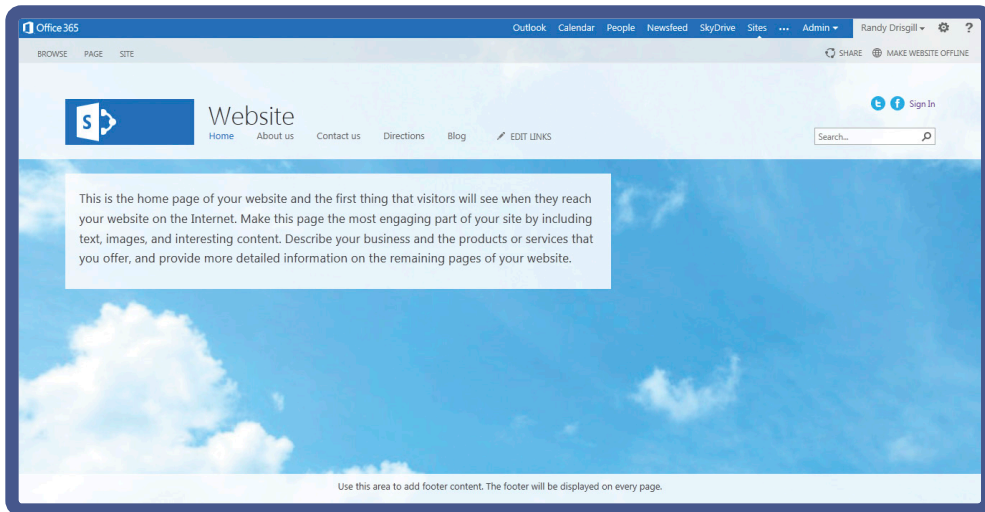 Office 365 Outlook Calendar People Newsfeed SkyDrive Sites ... Admin Randy Drisgill ?
BROWSE PAGE SITE SHARE MAKE WEBSITE OFFLINE
Sign In
S
Website
Home About us Contact us Directions Blog EDIT LINKS
Search...
This is the home page of your website and the first thing that visitors will see when they reach
your website on the Internet. Make this page the most engaging part of your site by including
text, images, and interesting content. Describe your business and the products or services that
you offer, and provide more detailed information on the remaining pages of your website.
Use this area to add footer content. The footer will be displayed on every page.